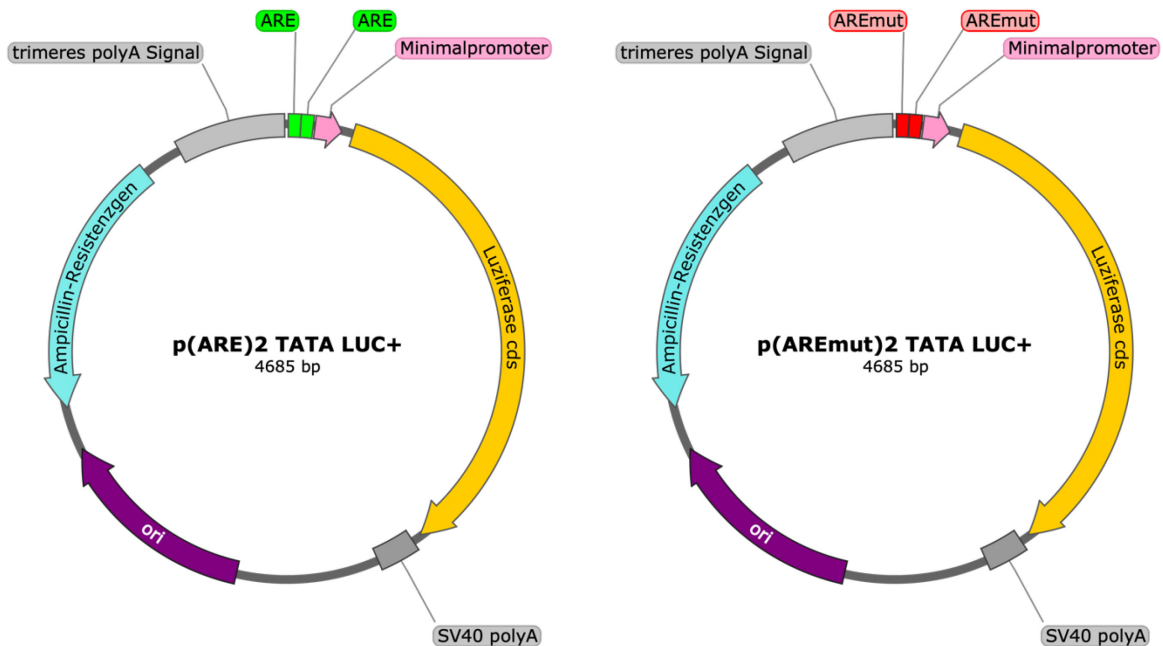 ARE
ARE
Minimalpromoter
trimeres polyA Signal
Ampicillin-Resistenzgen
Luziferase cds
p(ARE)2 TATA LUC+
4685 bp
ori
SV40 polyA
AREmut
AREmut
Minimalpromoter
trimeres polyA Signal
Ampicillin-Resistenzgen
Luziferase cds
p(AREmut)2 TATA LUC+
4685 bp
ori
SV40 polyA